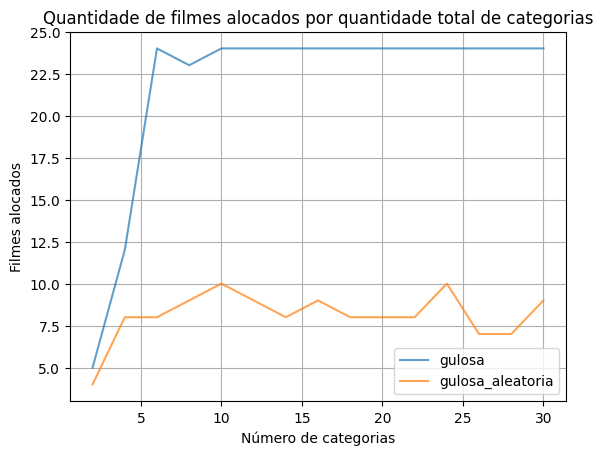 Quantidade de filmes alocados por quantidade total de categorias
Filmes alocados
25.0
22.5
20.0
17.5
15.0
12.5
10.0
7.5
5.0
gulosa
gulosa_aleatoria
5 10 15 20 25 30
Número de categorias